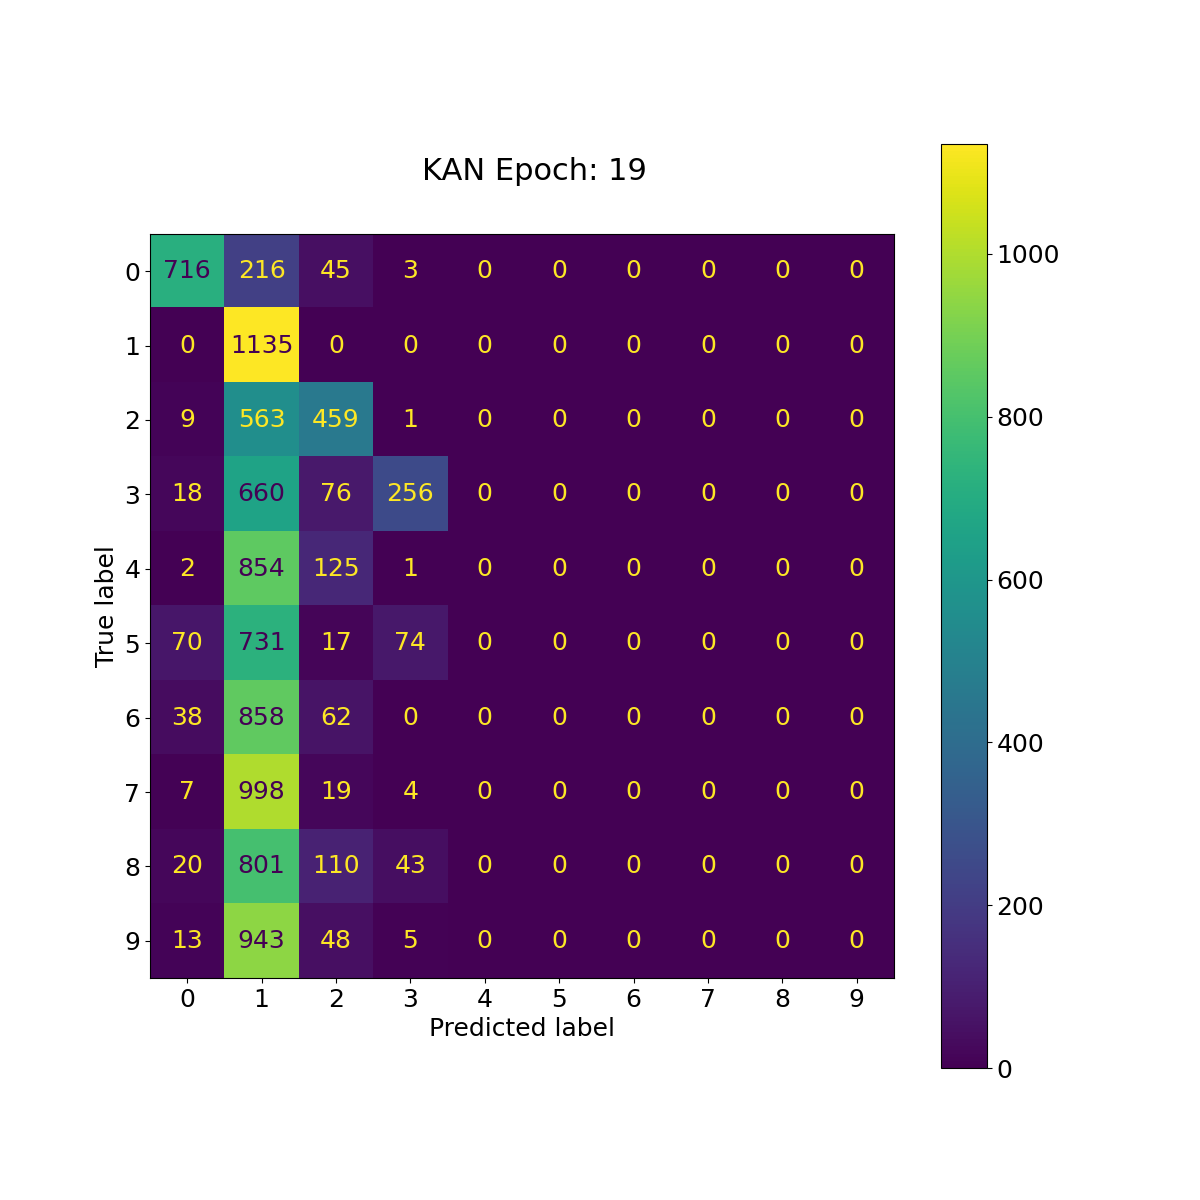 KAN Epoch: 19
0 716 216 45 3 0 0 0 0 0 0
1 0 1135 0 0 0 0 0 0 0 0
2 9 563 459 1 0 0 0 0 0 0
3 18 660 76 256 0 0 0 0 0 0
4 2 854 125 1 0 0 0 0 0 0
5 70 731 17 74 0 0 0 0 0 0
6 38 858 62 0 0 0 0 0 0 0
7 7 998 19 4 0 0 0 0 0 0
8 20 801 110 43 0 0 0 0 0 0
9 13 943 48 5 0 0 0 0 0 0
0 1 2 3 4 5 6 7 8 9
Predicted label
True label
1000
800
600
400
200
0